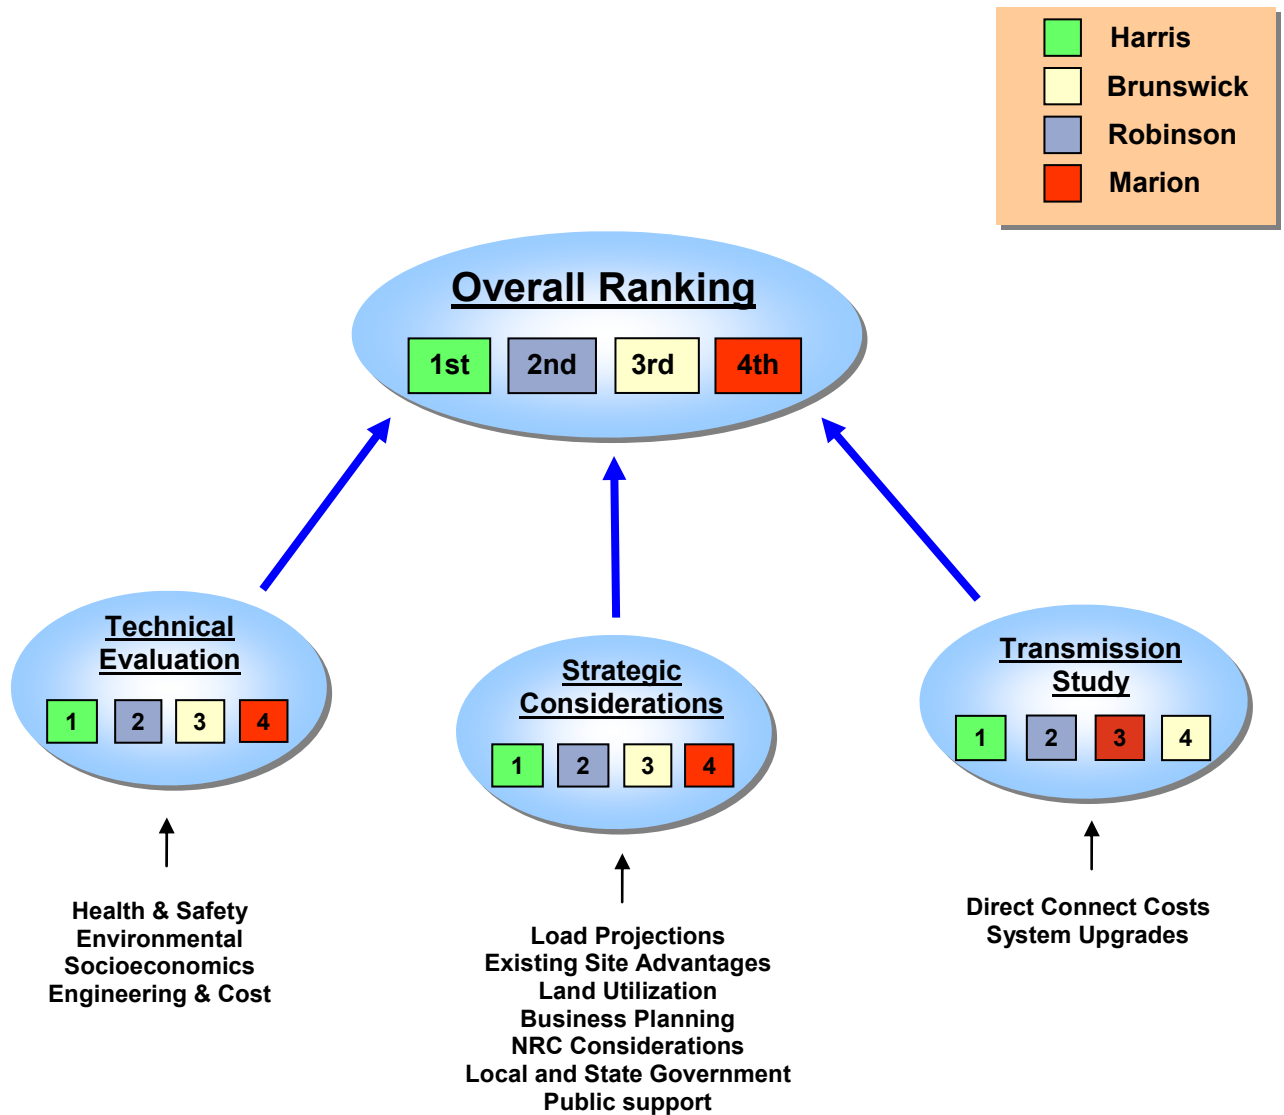 Harris
Brunswick
Robinson
Marion
Overall Ranking
1st 2nd 3rd 4th
Technical
Evaluation
1 2 3 4
Strategic
Considerations
1 2 3 4
Transmission
Study
1 2 3 4
Health & Safety
Environmental
Socioeconomics
Engineering & Cost
Load Projections
Existing Site Advantages
Land Utilization
Business Planning
NRC Considerations
Local and State Government
Public support
Direct Connect Costs
System Upgrades